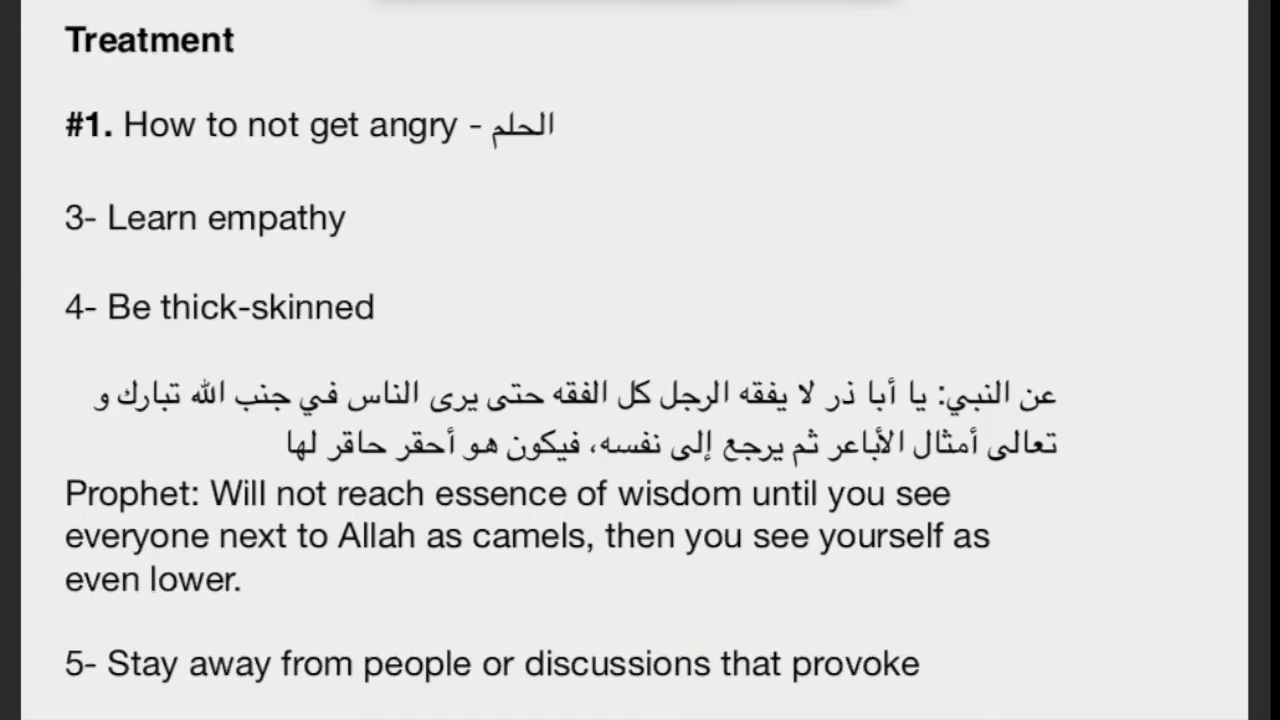 Treatment
#1. How to not get angry - الحلم
3- Learn empathy
4- Be thick-skinned
عن النبي: يا أبا ذر لا يفقه الرجل كل الفقه حتى يرى الناس في جنب الله تبارك و
تعالى أمثال الأباعر ثم يرجع إلى نفسه، فيكون هو أحقر حاقر لها
Prophet: Will not reach essence of wisdom until you see
everyone next to Allah as camels, then you see yourself as
even lower.
5- Stay away from people or discussions that provoke